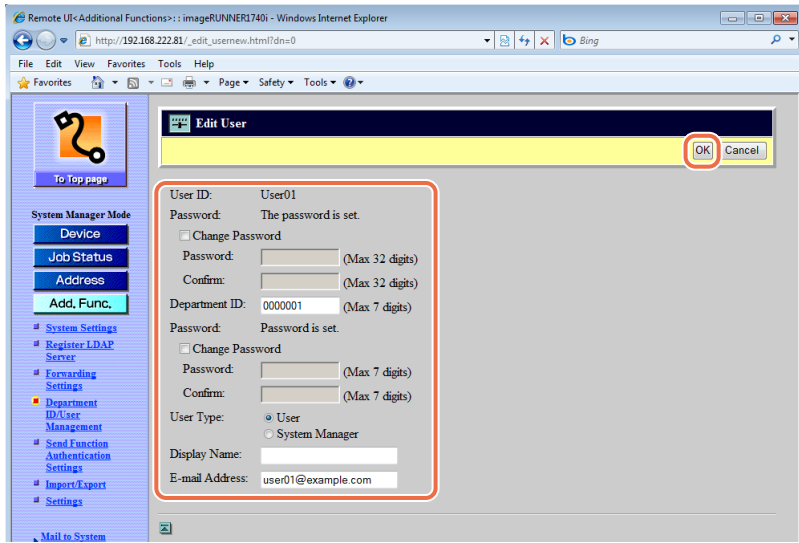 Remote UI<Additional Functions>: : imageRUNNER1740i - Windows Internet Explorer
http://192.168.222.81/_edit_usernew.html?dn=0
Bing
File Edit View Favorites Tools Help
Favorites Page Safety Tools
To Top page
System Manager Mode
Device
Job Status
Address
Add. Func.
System Settings
Register LDAP
Server
Forwarding
Settings
Department
ID/User
Management
Send Function
Authentication
Settings
Import/Export
Settings
Mail to System
Edit User
OK Cancel
User ID: User01
Password: The password is set.
Change Password
Password: (Max 32 digits)
Confirm: (Max 32 digits)
Department ID: 0000001 (Max 7 digits)
Password: Password is set.
Change Password
Password: (Max 7 digits)
Confirm: (Max 7 digits)
User Type: User
System Manager
Display Name:
E-mail Address: user01@example.com